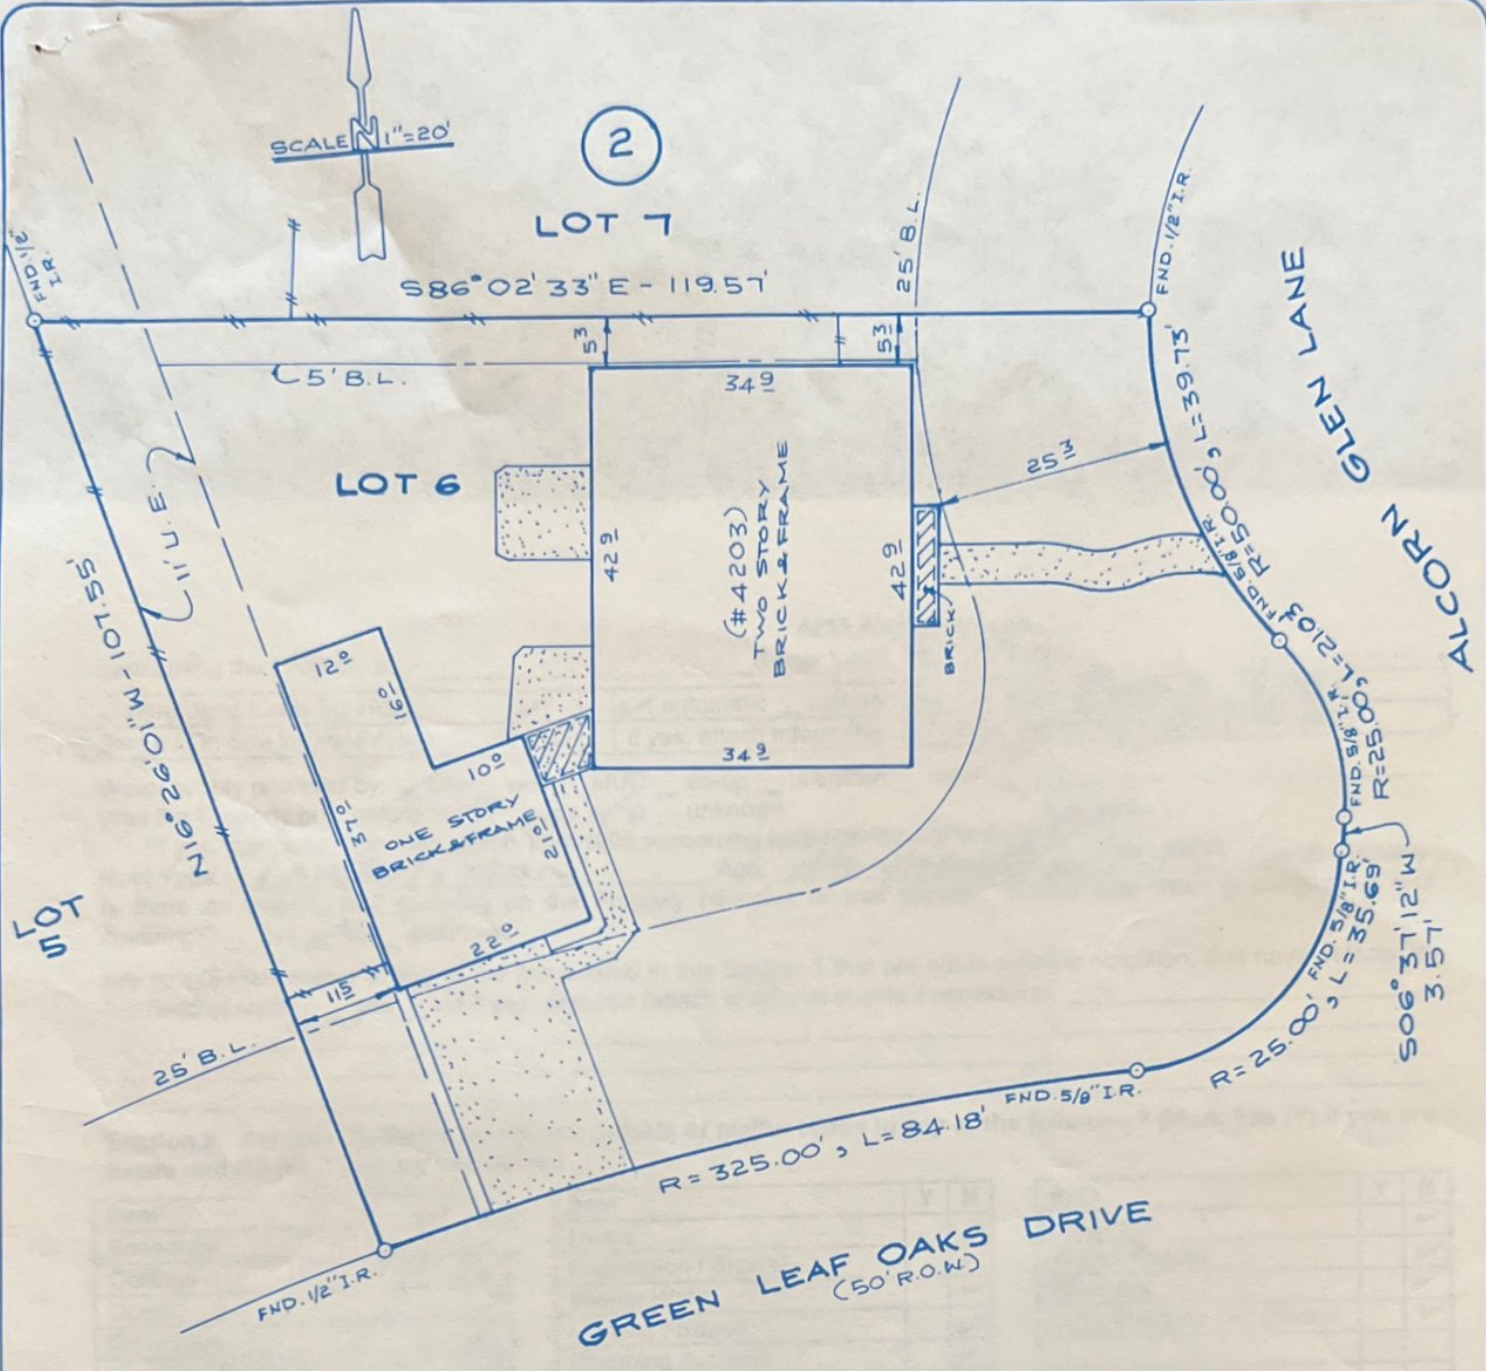 SCALE N 1"=20'
2
LOT 7
S86°02'33"E - 119.57'
FND. 1/2" I.R.
FND. 1/2" I.R.
25' B.L.
5' B.L.
5 3
5 3
34 9
LOT 6
11' U.E.
42 9
(#4203)
TWO STORY
BRICK & FRAME
42 9
34 9
BRICK
25 3
R=50.00', L=39.73'
FND. 5/8" I.R.
FND. 5/8" I.R.
R=25.00', L=21.03'
FND. 5/8" I.R.
S06°37'12"W
3.57'
R=25.00', L=35.69'
ALCORN GLEN LANE
N16°26'01"W - 107.55'
LOT
5
12 0
16 0
10 0
37 0
21 0
22 0
ONE STORY
BRICK & FRAME
11 5
25' B.L.
FND. 1/2" I.R.
R=325.00', L=84.18'
FND. 5/8" I.R.
GREEN LEAF OAKS DRIVE
(50' R.O.W.)